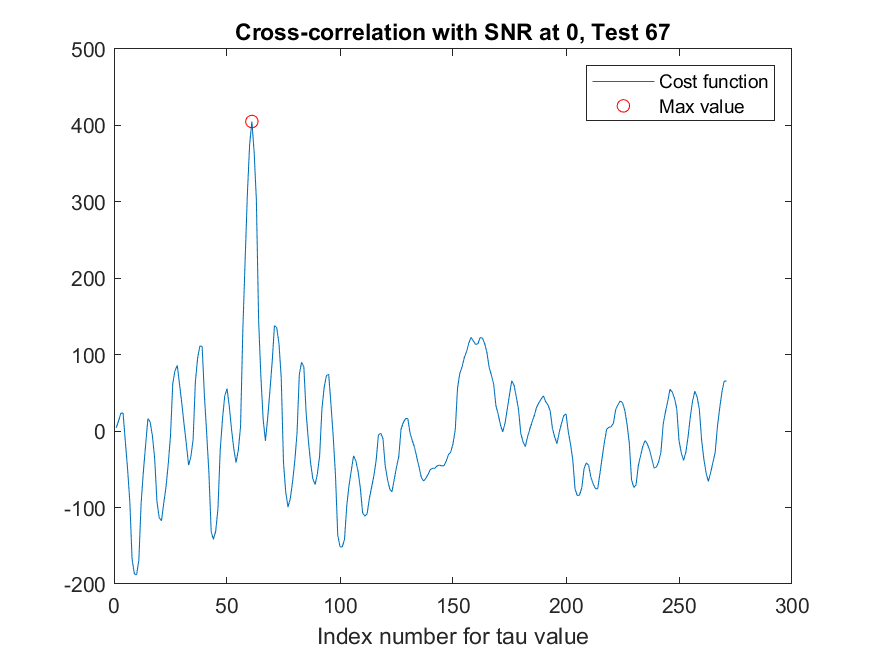 Cross-correlation with SNR at 0, Test 67
500
400
300
200
100
0
-100
-200
Cost function
Max value
0 50 100 150 200 250 300
Index number for tau value